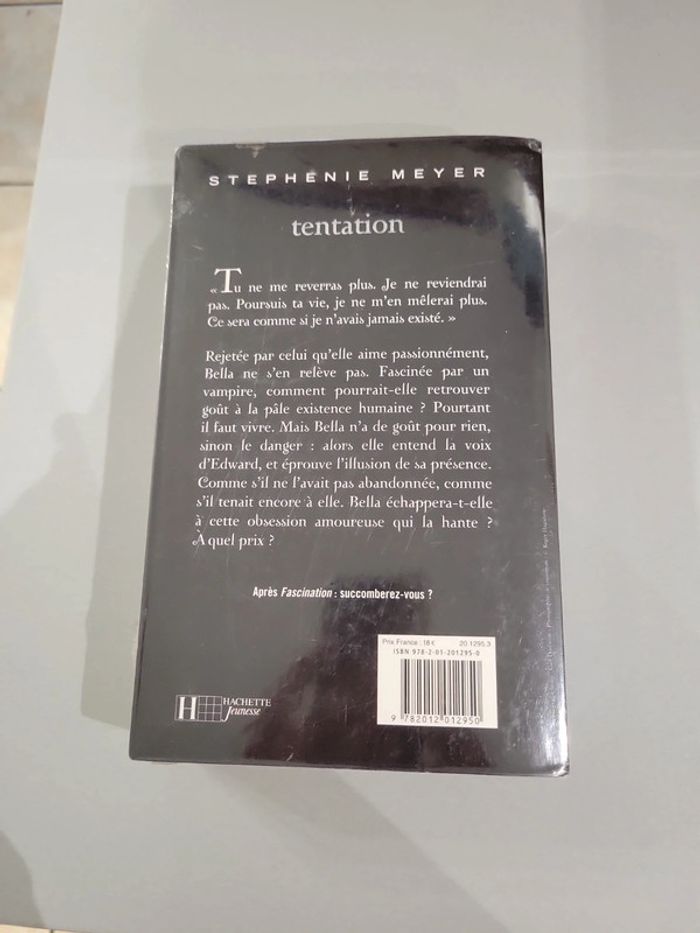 STEPHENIE MEYER
tentation
« Tu ne me reverras plus. Je ne reviendrai
pas. Poursuis ta vie, je ne m'en mêlerai plus.
Ce sera comme si je n'avais jamais existé. »
Rejetée par celui qu'elle aime passionnément,
Bella ne s'en relève pas. Fascinée par un
vampire, comment pourrait-elle retrouver
goût à la pâle existence humaine ? Pourtant
il faut vivre. Mais Bella n'a de goût pour rien,
sinon le danger : alors elle entend la voix
d'Edward, et éprouve l'illusion de sa présence.
Comme s'il ne l'avait pas abandonnée, comme
s'il tenait encore à elle. Bella échappera-t-elle
à cette obsession amoureuse qui la hante ?
À quel prix ?
Après Fascination : succomberez-vous ?
Prix France : 18 € 20.1295.3
ISBN 978-2-01-201295-0
9 782012 012950
H HACHETTE
Jeunesse